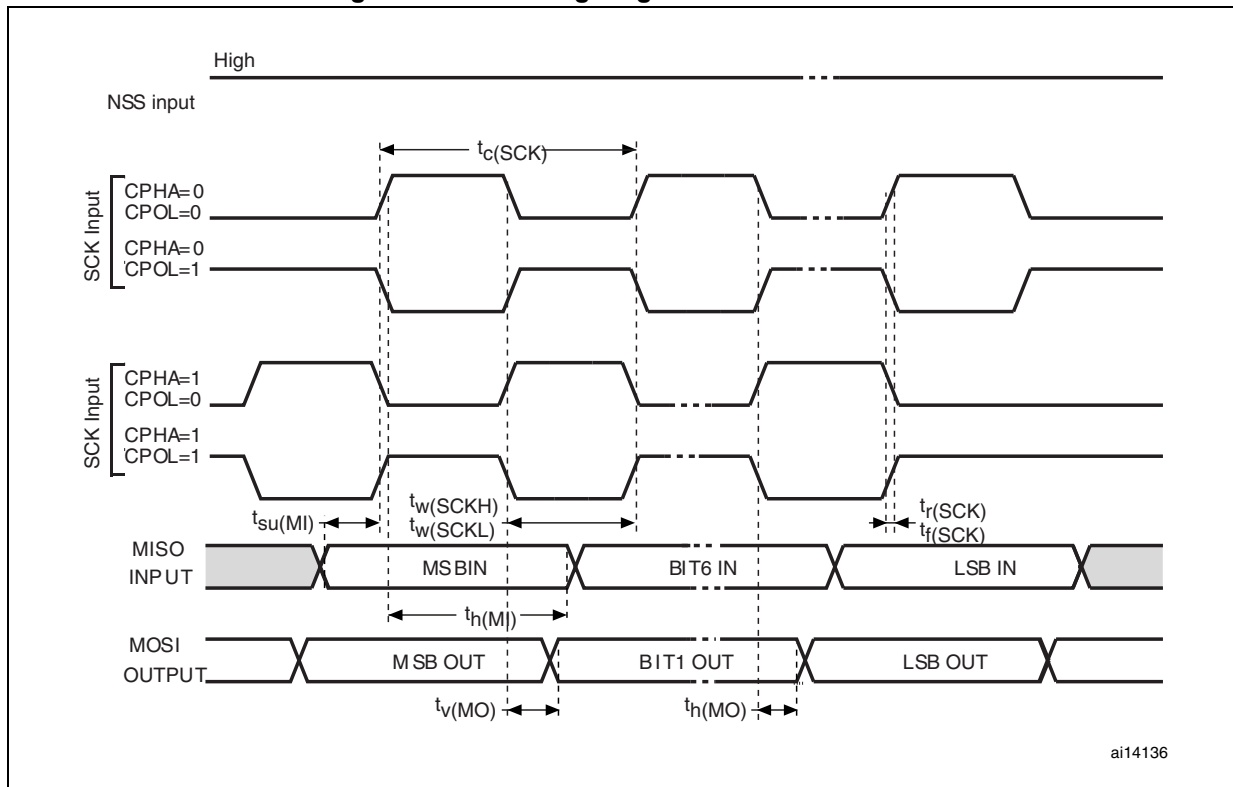 High
NSS input
tc(SCK)
SCK Input
CPHA=0
CPOL=0
CPHA=0
CPOL=1
SCK Input
CPHA=1
CPOL=0
CPHA=1
CPOL=1
tsu(MI)
tw(SCKH)
tw(SCKL)
tr(SCK)
tf(SCK)
MISO
INPUT
MSBIN
BIT6 IN
LSB IN
th(MI)
MOSI
OUTPUT
MSB OUT
BIT1 OUT
LSB OUT
tv(MO)
th(MO)
ai14136